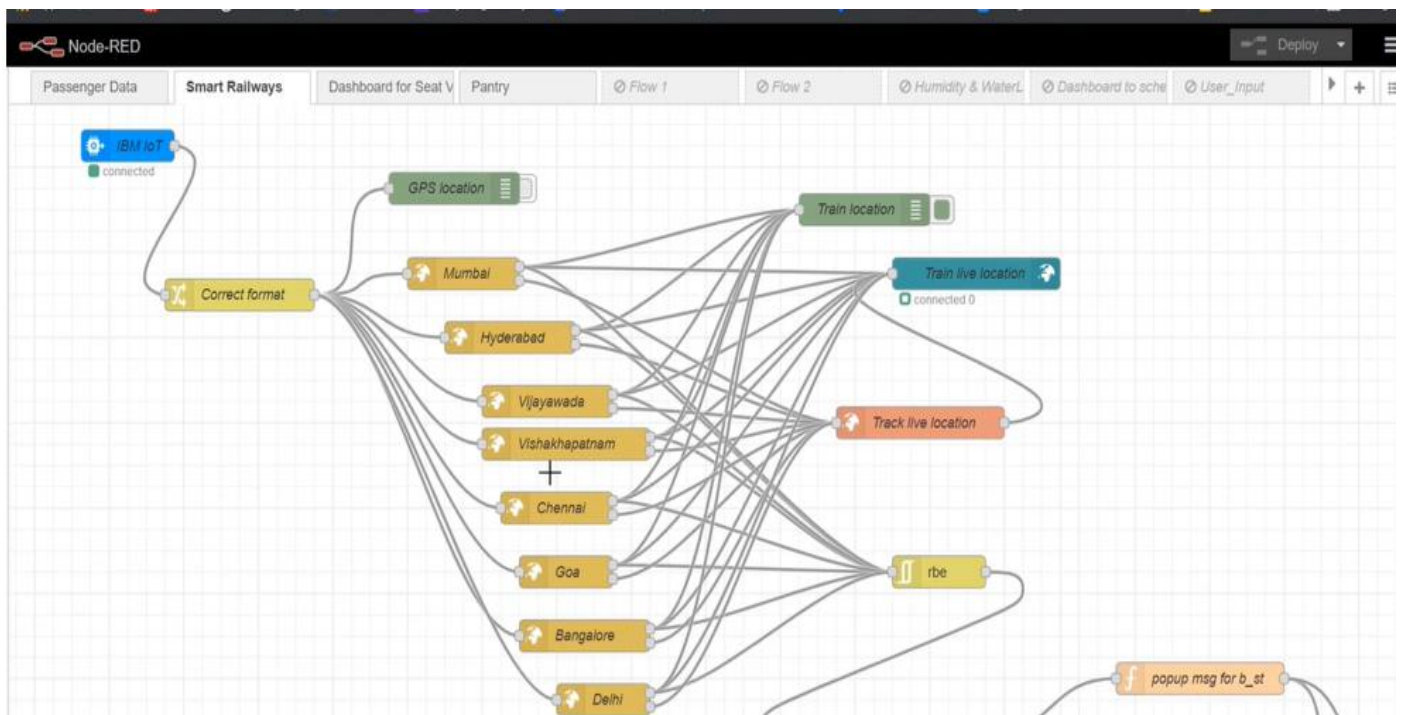 Node-RED
Deploy
Passenger Data
Smart Railways
Dashboard for Seat V
Pantry
Flow 1
Flow 2
Humidity & WaterL
Dashboard to sche
User_Input
IBM IoT
connected
GPS location
Train location
Mumbai
Train live location
connected 0
Correct format
Hyderabad
Vijayawada
Track live location
Vishakhapatnam
Chennai
Goa
rbe
Bangalore
popup msg for b_st
Delhi